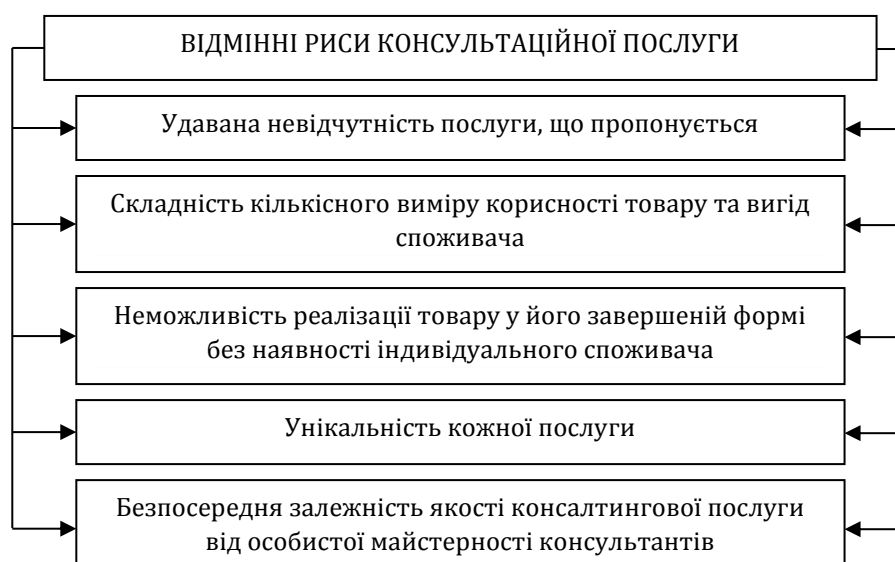 ВІДМІННІ РИСИ КОНСУЛЬТАЦІЙНОЇ ПОСЛУГИ
Удавана невідчутність послуги, що пропонується
Складність кількісного виміру корисності товару та вигід
споживача
Неможливість реалізації товару у його завершеній формі
без наявності індивідуального споживача
Унікальність кожної послуги
Безпосередня залежність якості консалтингової послуги
від особистої майстерності консультантів